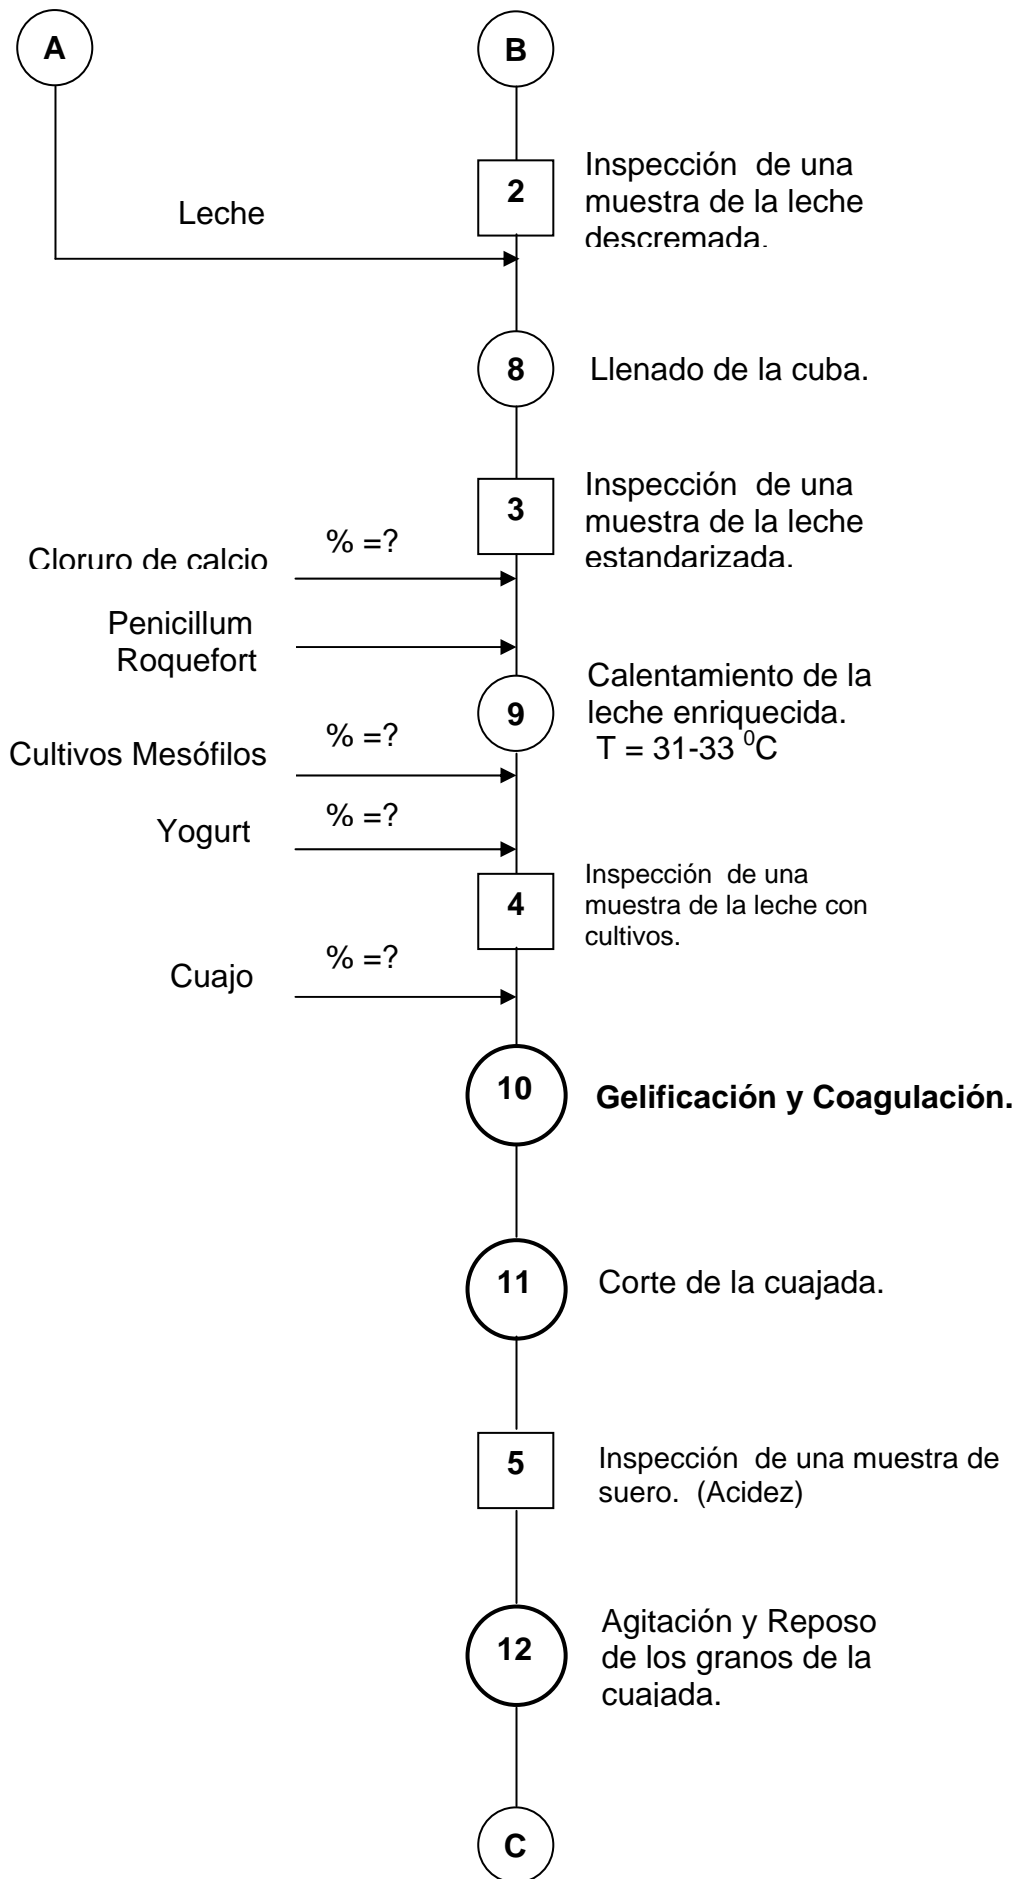 A
B
2
Inspección de una
muestra de la leche
descremada.
Leche
8
Llenado de la cuba.
3
Inspección de una
muestra de la leche
estandarizada.
% =?
Cloruro de calcio
Penicillum
Roquefort
9
Calentamiento de la
leche enriquecida.
T = 31-33 ⁰C
% =?
Cultivos Mesófilos
% =?
Yogurt
4
Inspección de una
muestra de la leche con
cultivos.
% =?
Cuajo
10
Gelificación y Coagulación.
11
Corte de la cuajada.
5
Inspección de una muestra de
suero. (Acidez)
12
Agitación y Reposo
de los granos de la
cuajada.
C